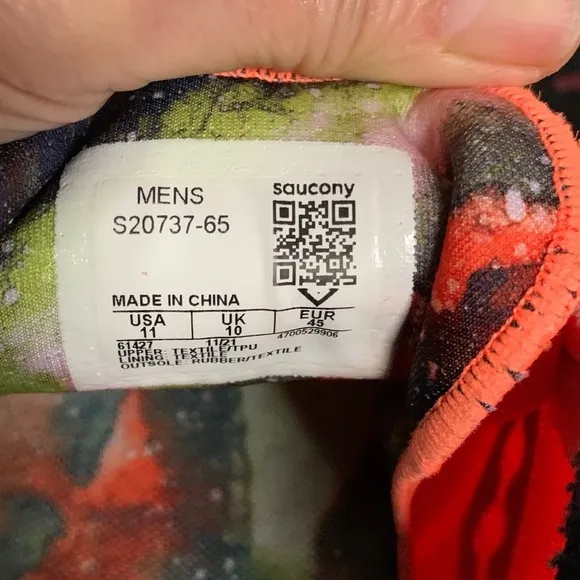 MENS
S20737-65
saucony
MADE IN CHINA
USA UK EUR
11 10 45
61427 11/21 4700529906
UPPER: TEXTILE/TPU
LINING: TEXTILE
OUTSOLE: RUBBER/TEXTILE